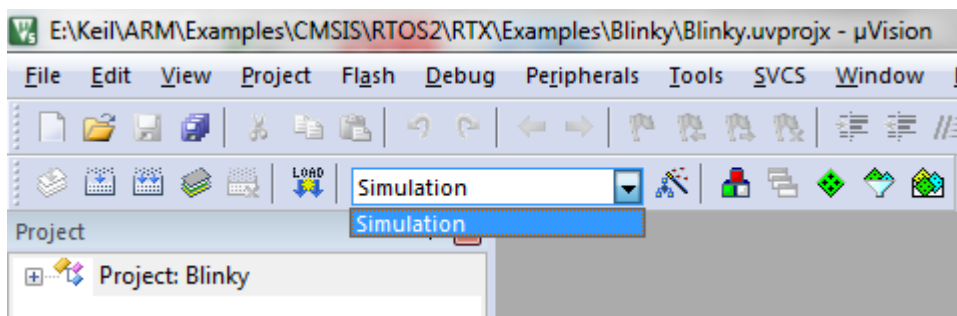 E:\Keil\ARM\Examples\CMSIS\RTOS2\RTX\Examples\Blinky\Blinky.uvprojx - µVision
File Edit View Project Flash Debug Peripherals Tools SVCS Window
LOAD Simulation
Simulation
Project
Project: Blinky